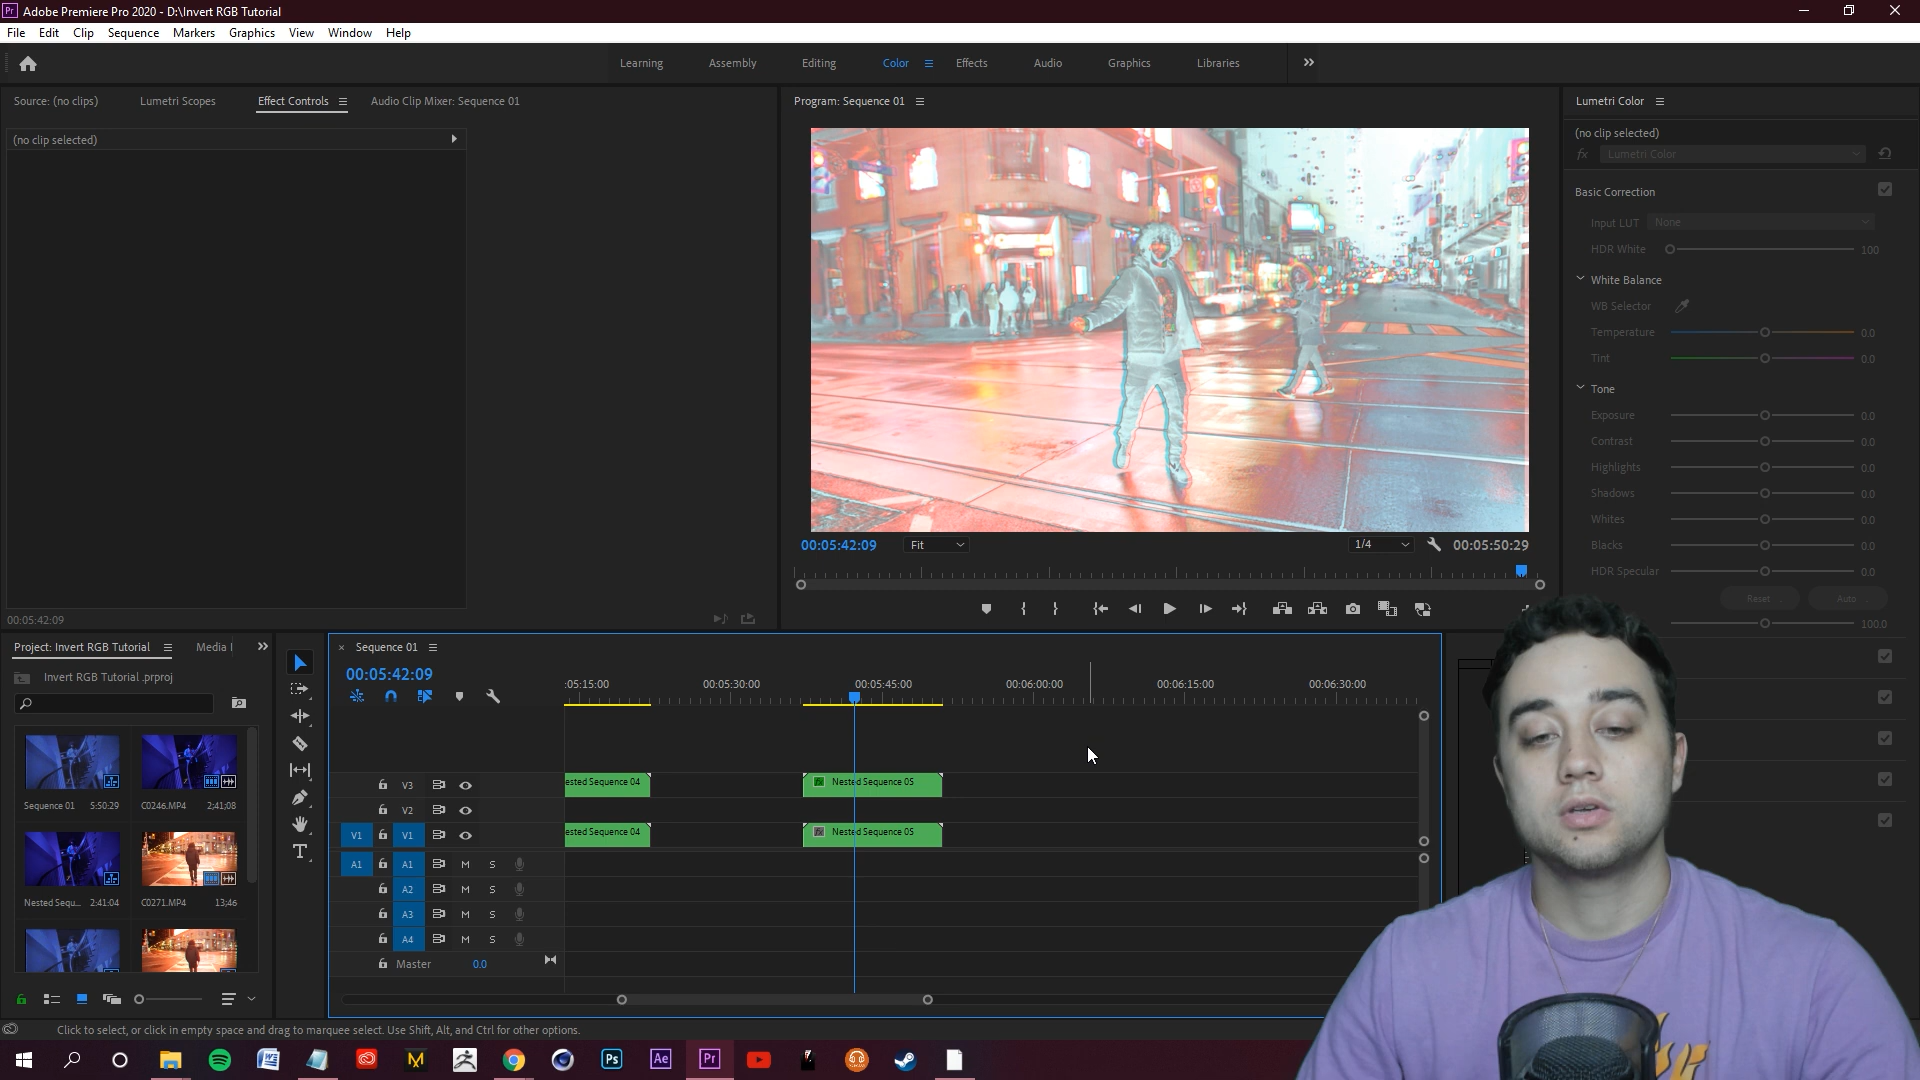 Adobe Premiere Pro 2020 - D:\Invert RGB Tutorial
File Edit Clip Sequence Markers Graphics View Window Help
Learning Assembly Editing Color Effects Audio Graphics Libraries
Source: (no clips) Lumetri Scopes Effect Controls Audio Clip Mixer: Sequence 01
(no clip selected)
00:05:42:09
Program: Sequence 01
00:05:42:09 Fit 1/4 00:05:50:29
Lumetri Color
(no clip selected)
fx Lumetri Color
Basic Correction
Input LUT None
HDR White 100
White Balance
WB Selector
Temperature 0.0
Tint 0.0
Tone
Exposure 0.0
Contrast 0.0
Highlights 0.0
Shadows 0.0
Whites 0.0
Blacks 0.0
HDR Specular 0.0
Reset Auto
100.0
Project: Invert RGB Tutorial Media
Invert RGB Tutorial .prproj
Sequence 01 5:50:29 C0246.MP4 2;41;08
Nested Sequ... 2:41:04 C0271.MP4 13;46
Sequence 01
00:05:42:09
:05:15:00 00:05:30:00 00:05:45:00 00:06:00:00 00:06:15:00 00:06:30:00
V3 ested Sequence 04 fx Nested Sequence 05
V2
V1 V1 ested Sequence 04 fx Nested Sequence 05
A1 A1 M S
A2 M S
A3 M S
A4 M S
Master 0.0
Click to select, or click in empty space and drag to marquee select. Use Shift, Alt, and Ctrl for other options.
Ps Ae Pr